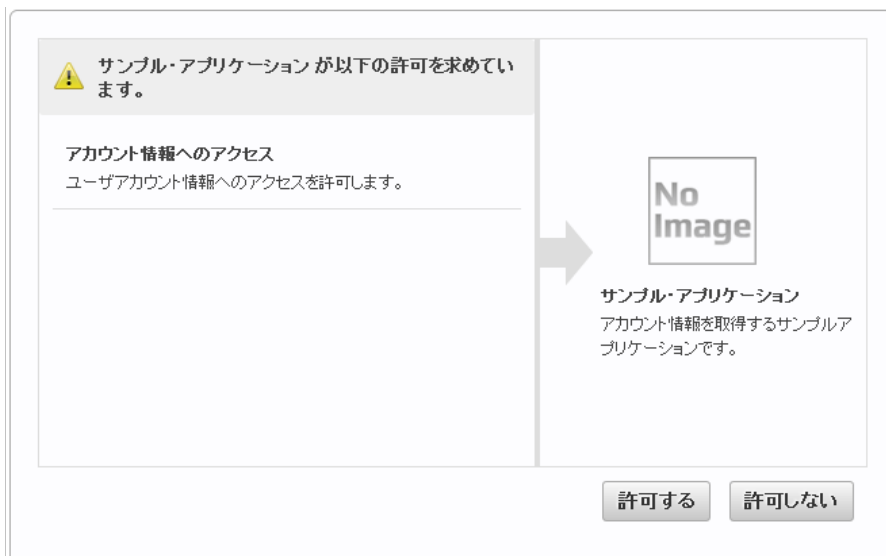 サンプル・アプリケーション が以下の許可を求めてい
ます。
アカウント情報へのアクセス
ユーザアカウント情報へのアクセスを許可します。
No
Image
サンプル・アプリケーション
アカウント情報を取得するサンプルア
プリケーションです。
許可する
許可しない